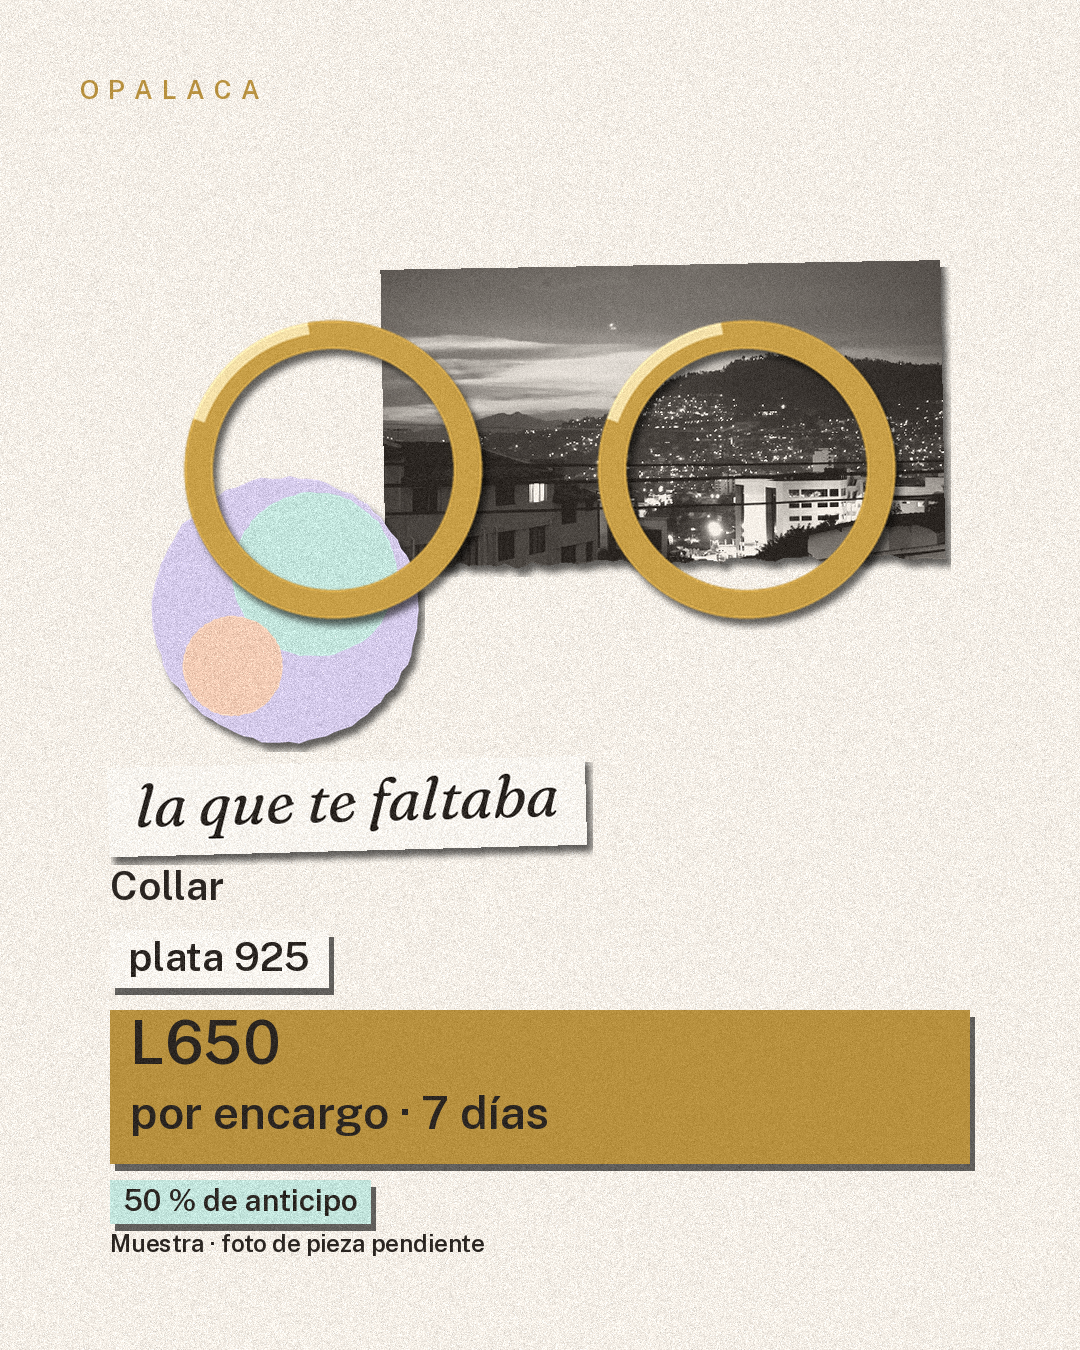 OPALACA
la que te faltaba
Collar
plata 925
L650
por encargo · 7 días
50 % de anticipo
Muestra · foto de pieza pendiente